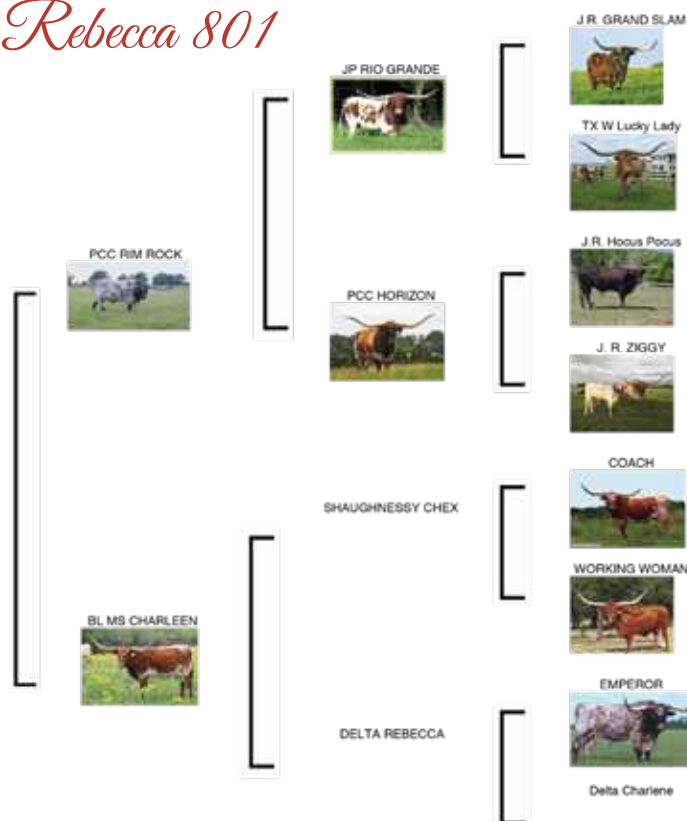 Rebecca 801
J.R. GRAND SLAM
JP RIO GRANDE
TX W Lucky Lady
PCC RIM ROCK
J.R. Hocus Pocus
PCC HORIZON
J. R. ZIGGY
COACH
SHAUGHNESSY CHEX
WORKING WOMAN
BL MS CHARLEEN
EMPEROR
DELTA REBECCA
Delta Charlene